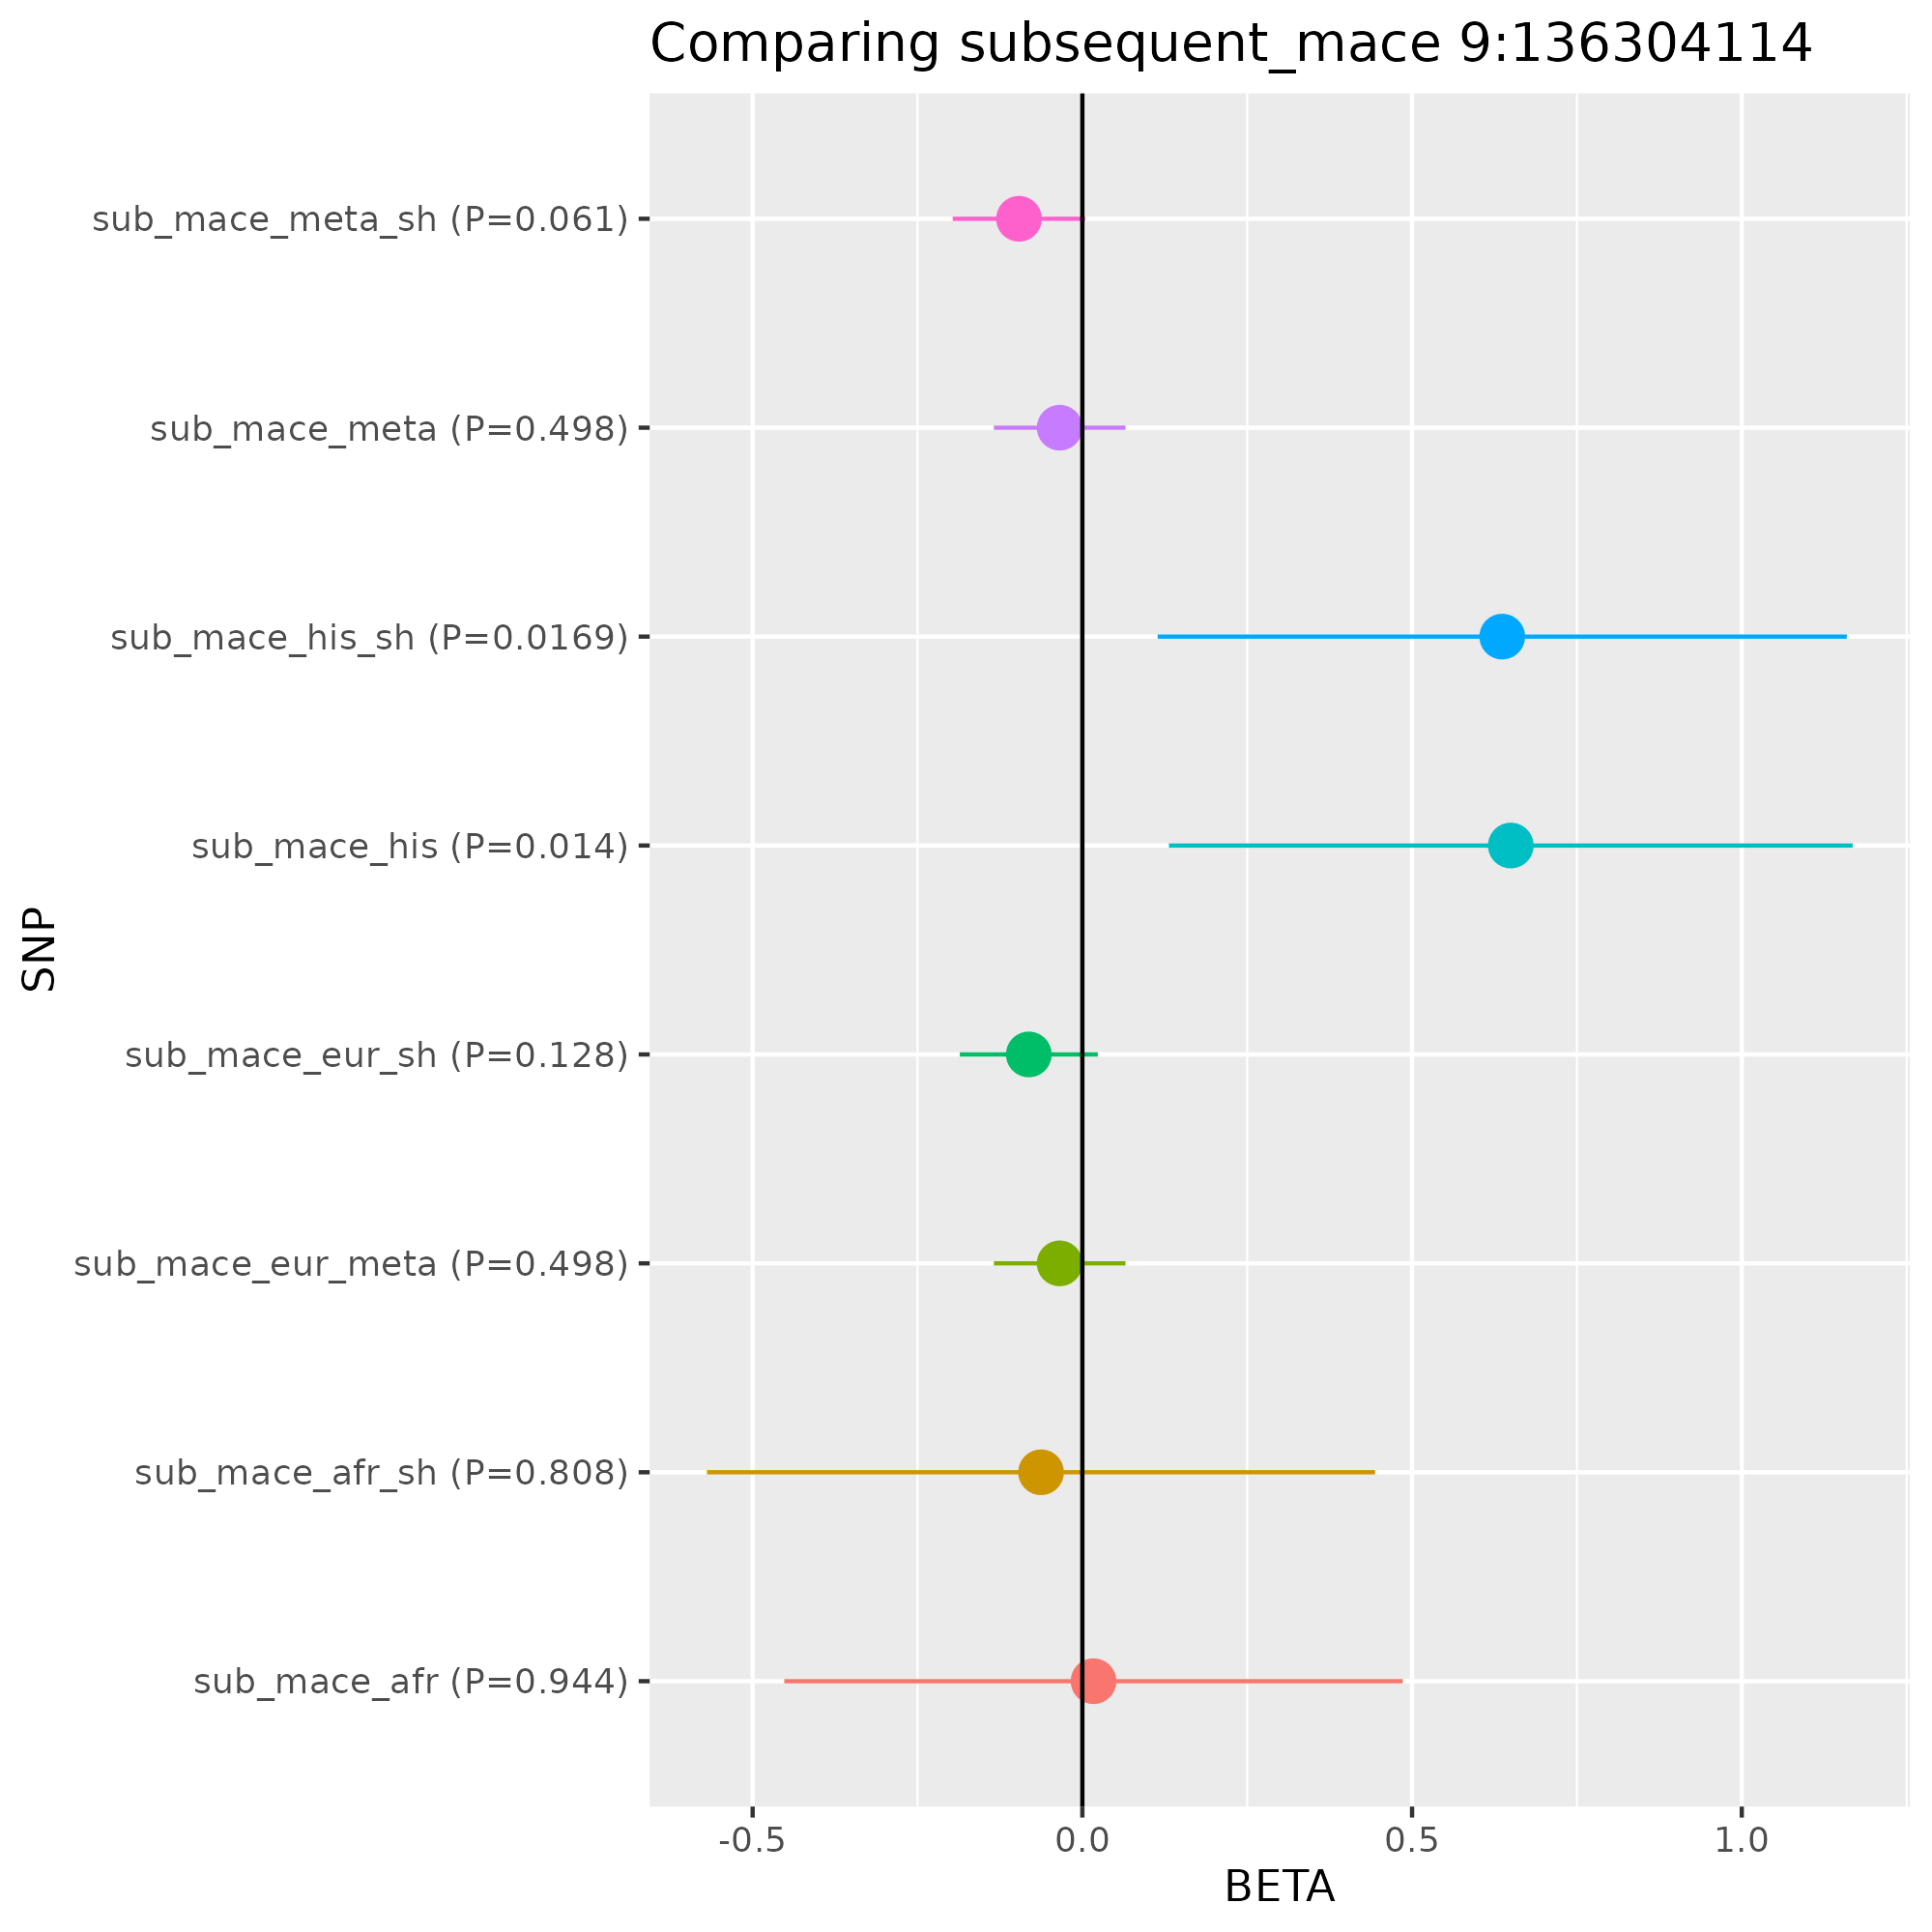 Comparing subsequent_mace 9:136304114
sub_mace_meta_sh (P=0.061)
sub_mace_meta (P=0.498)
sub_mace_his_sh (P=0.0169)
sub_mace_his (P=0.014)
SNP
sub_mace_eur_sh (P=0.128)
sub_mace_eur_meta (P=0.498)
sub_mace_afr_sh (P=0.808)
sub_mace_afr (P=0.944)
-0.5 0.0 0.5 1.0
BETA